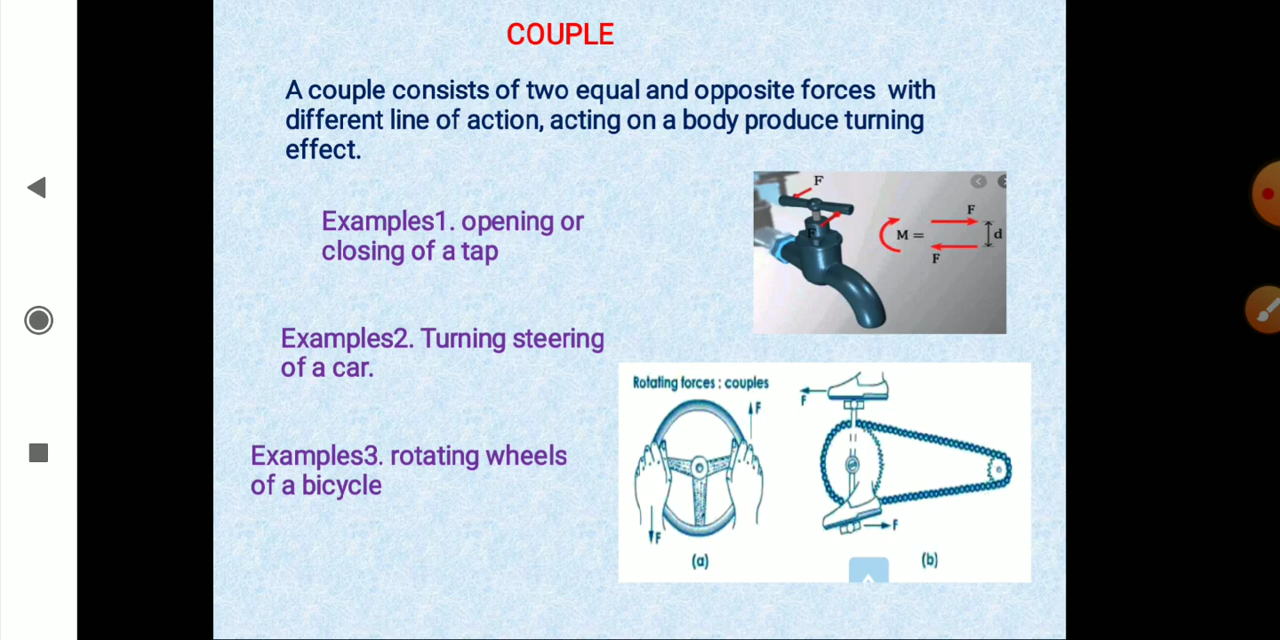 COUPLE
A couple consists of two equal and opposite forces with
different line of action, acting on a body produce turning
effect.
Examples1. opening or
closing of a tap
Examples2. Turning steering
of a car.
Examples3. rotating wheels
of a bicycle
F
F
M =
F
F
d
Rotating forces : couples
F
F
(a)
F
F
(b)